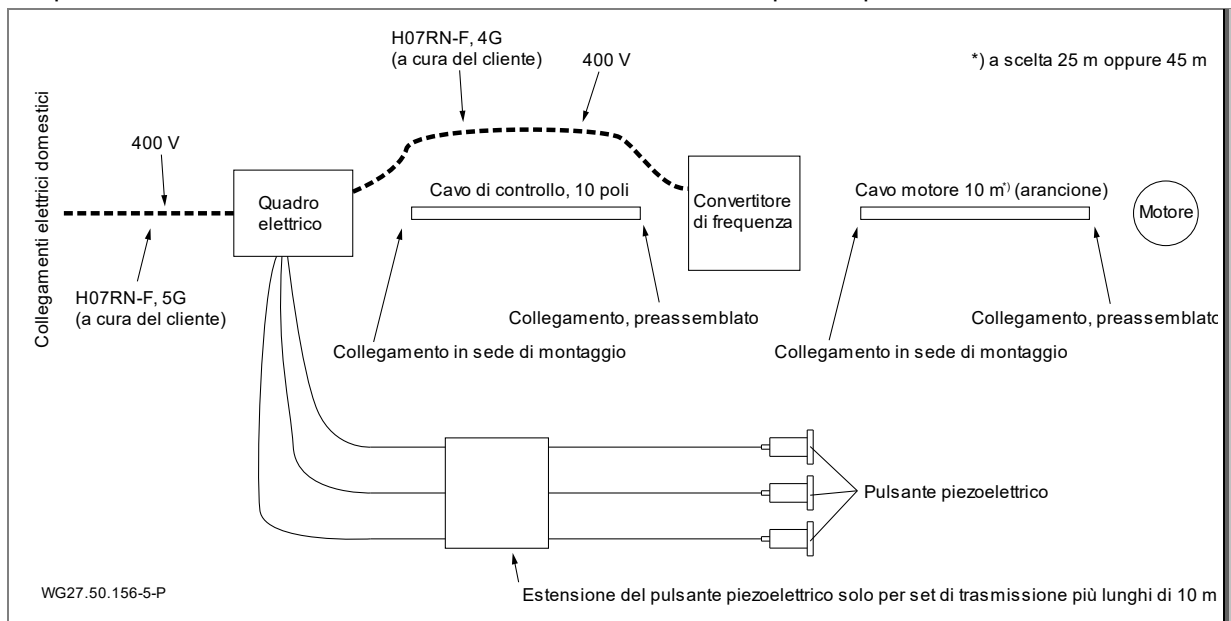 H07RN-F, 4G
(a cura del cliente)
400 V
*) a scelta 25 m oppure 45 m
Collegamenti elettrici domestici
400 V
Quadro
elettrico
Cavo di controllo, 10 poli
Convertitore
di frequenza
Cavo motore 10 m*) (arancione)
Motore
H07RN-F, 5G
(a cura del cliente)
Collegamento, preassemblato
Collegamento, preassemblato
Collegamento in sede di montaggio
Collegamento in sede di montaggio
Pulsante piezoelettrico
WG27.50.156-5-P
Estensione del pulsante piezoelettrico solo per set di trasmissione più lunghi di 10 m